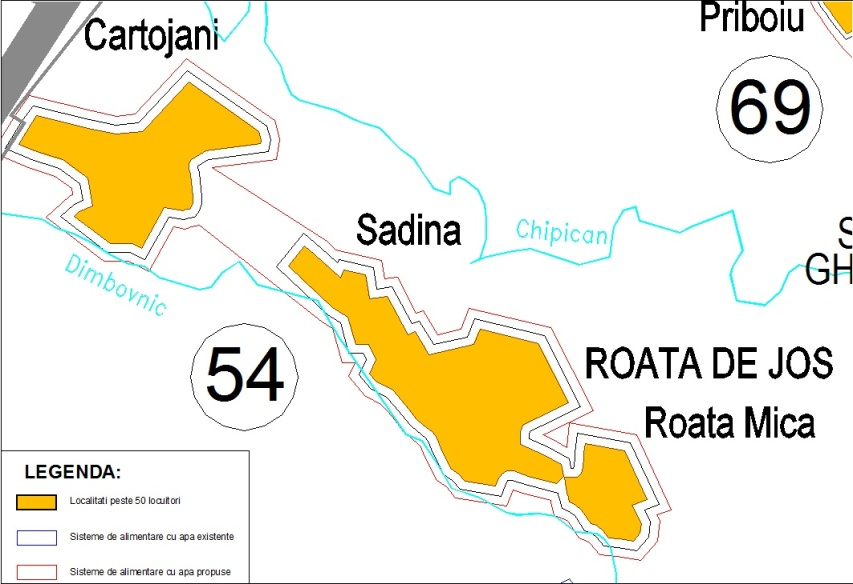 Cartojani
Priboiu
69
Sadina
Chipican
S
GH
Dimbovnic
54
ROATA DE JOS
Roata Mica
LEGENDA:
Localitati peste 50 locuitori
Sisteme de alimentare cu apa existente
Sisteme de alimentare cu apa propuse